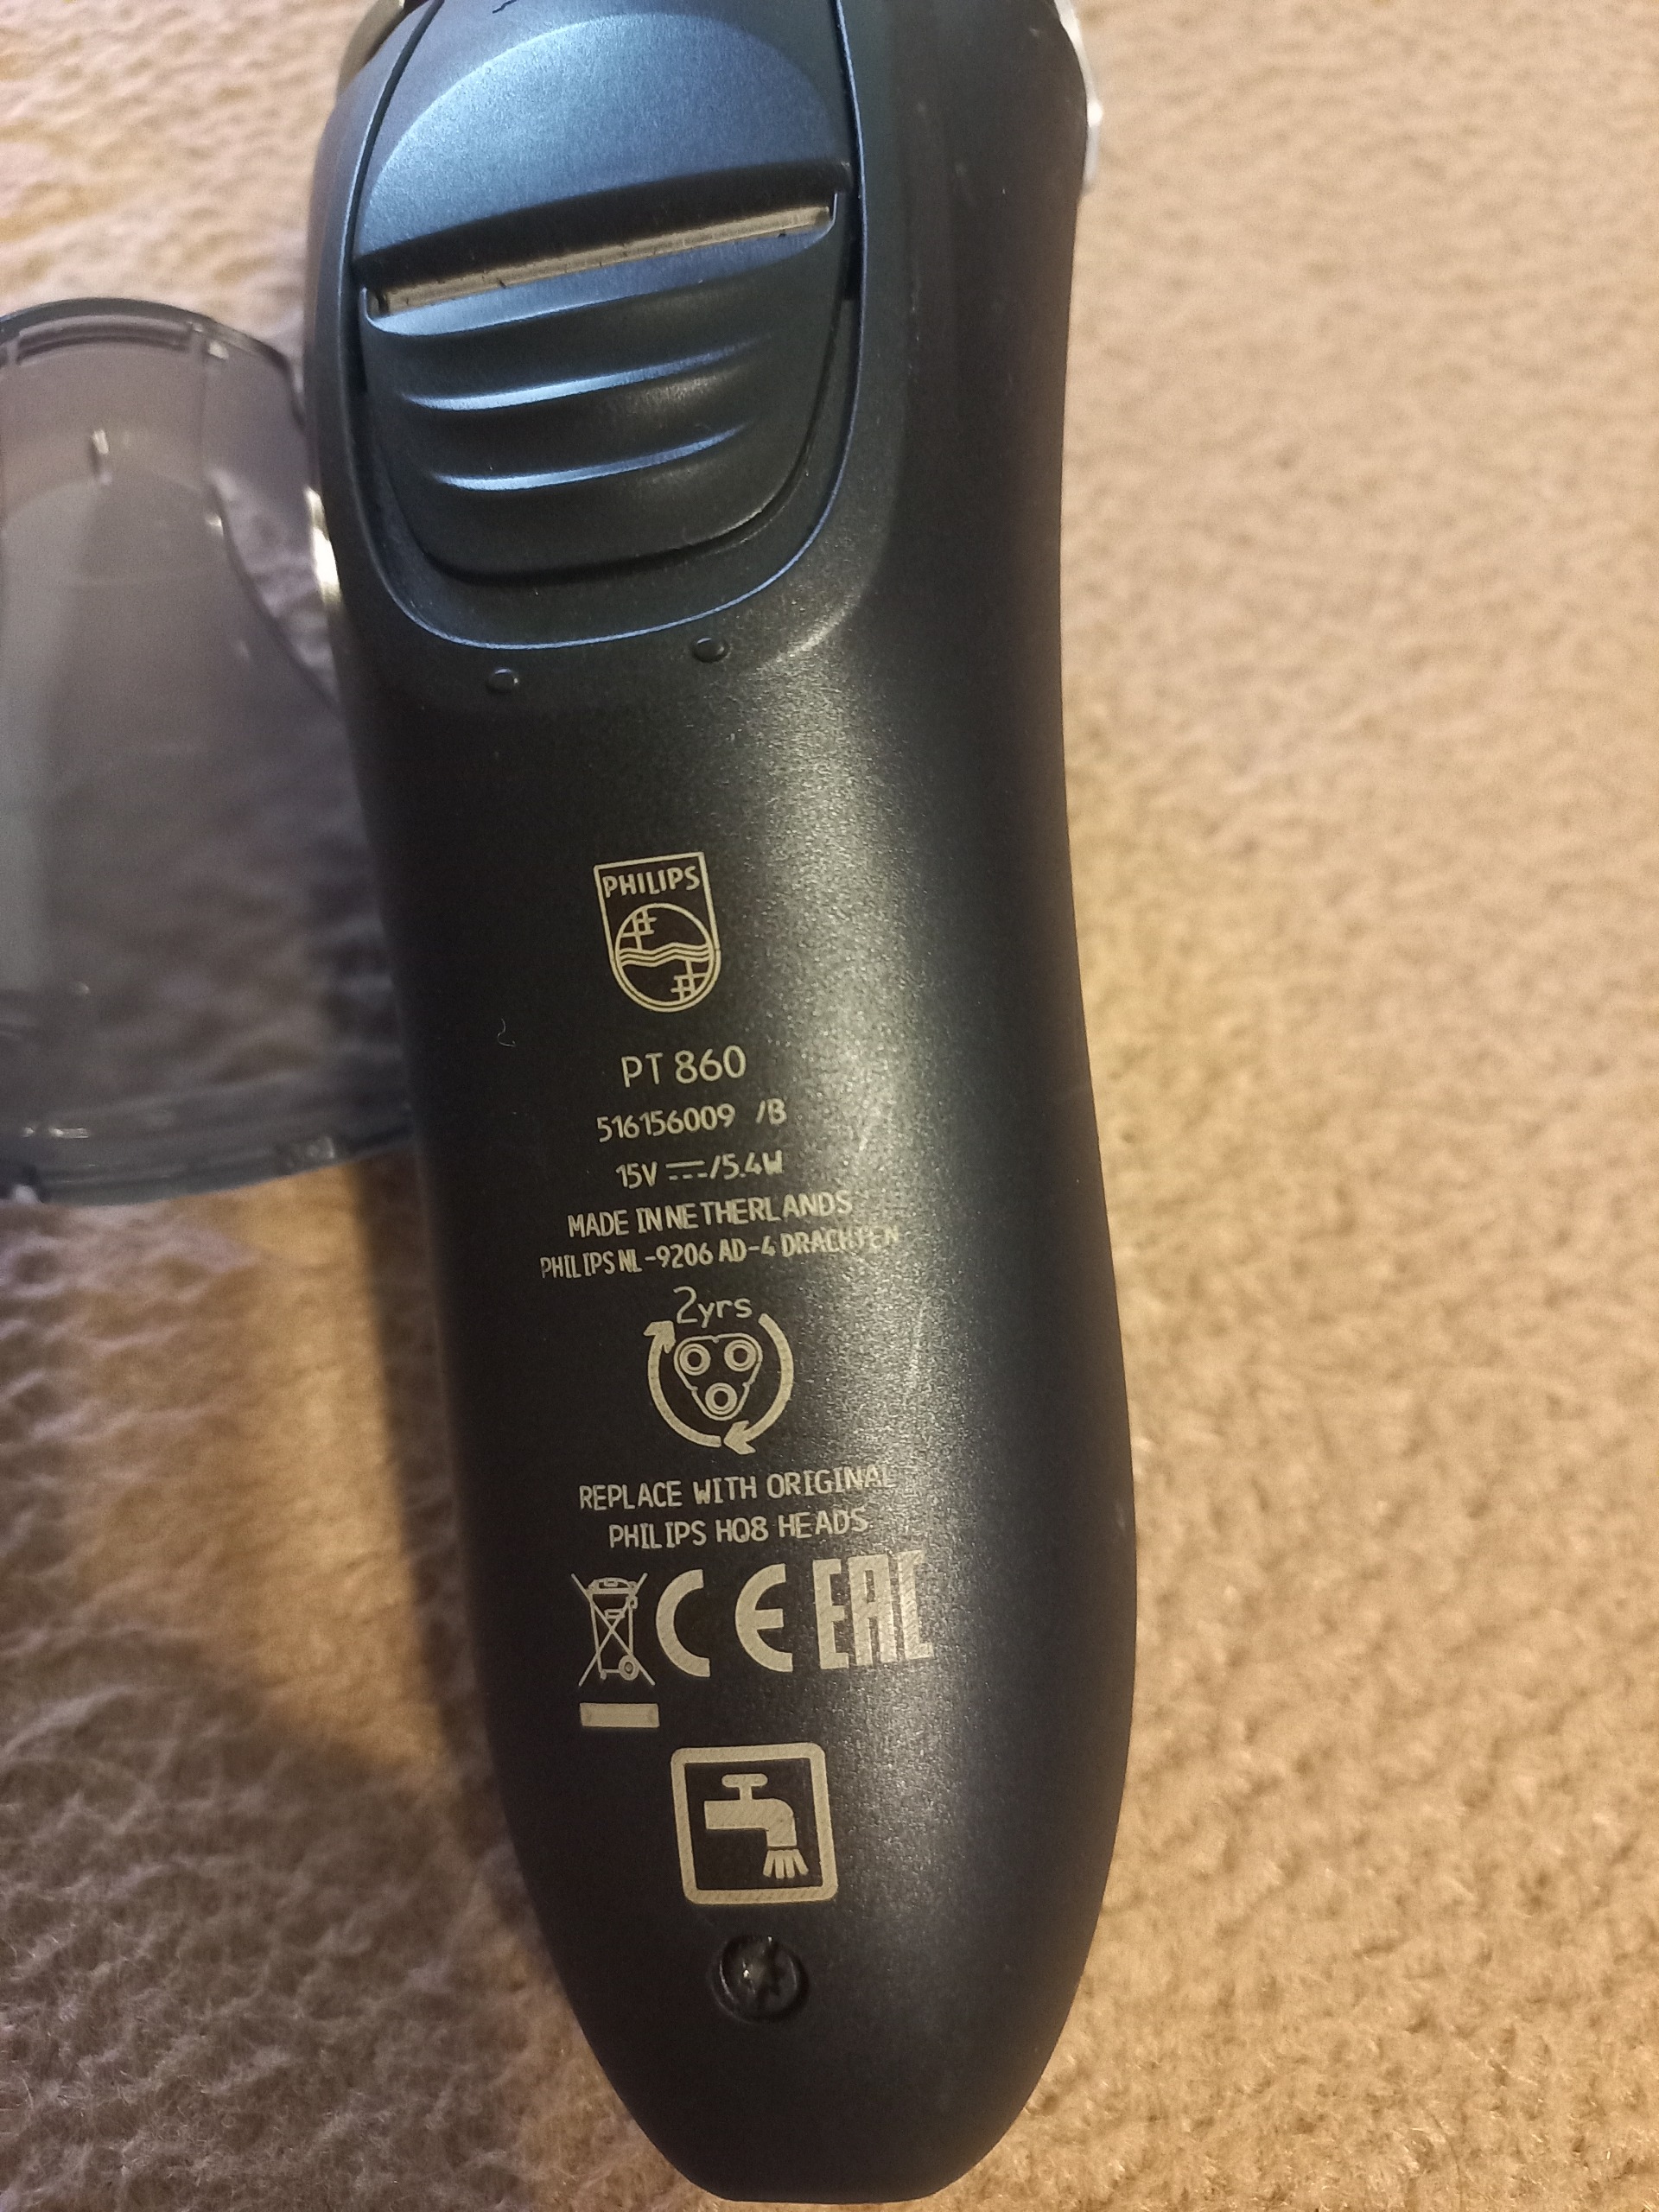 PHILIPS
PT 860
516156009 /B
15V ⎓/5.4W
MADE IN NETHERLANDS
PHILIPS NL-9206 AD-4 DRACHTEN
2yrs
REPLACE WITH ORIGINAL
PHILIPS HQ8 HEADS
CE EAC